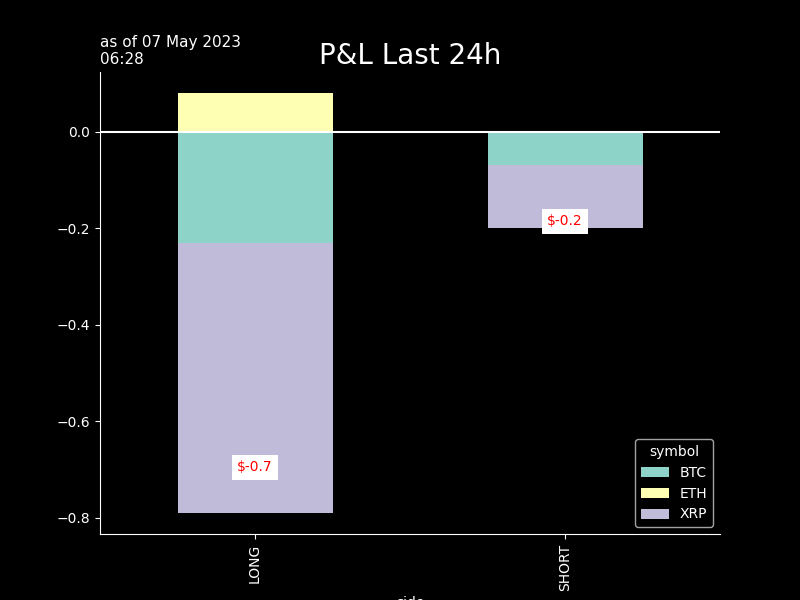 as of 07 May 2023
06:28
P&L Last 24h
0.0
−0.2
−0.4
−0.6
−0.8
$-0.7
$-0.2
symbol
BTC
ETH
XRP
LONG
SHORT
side